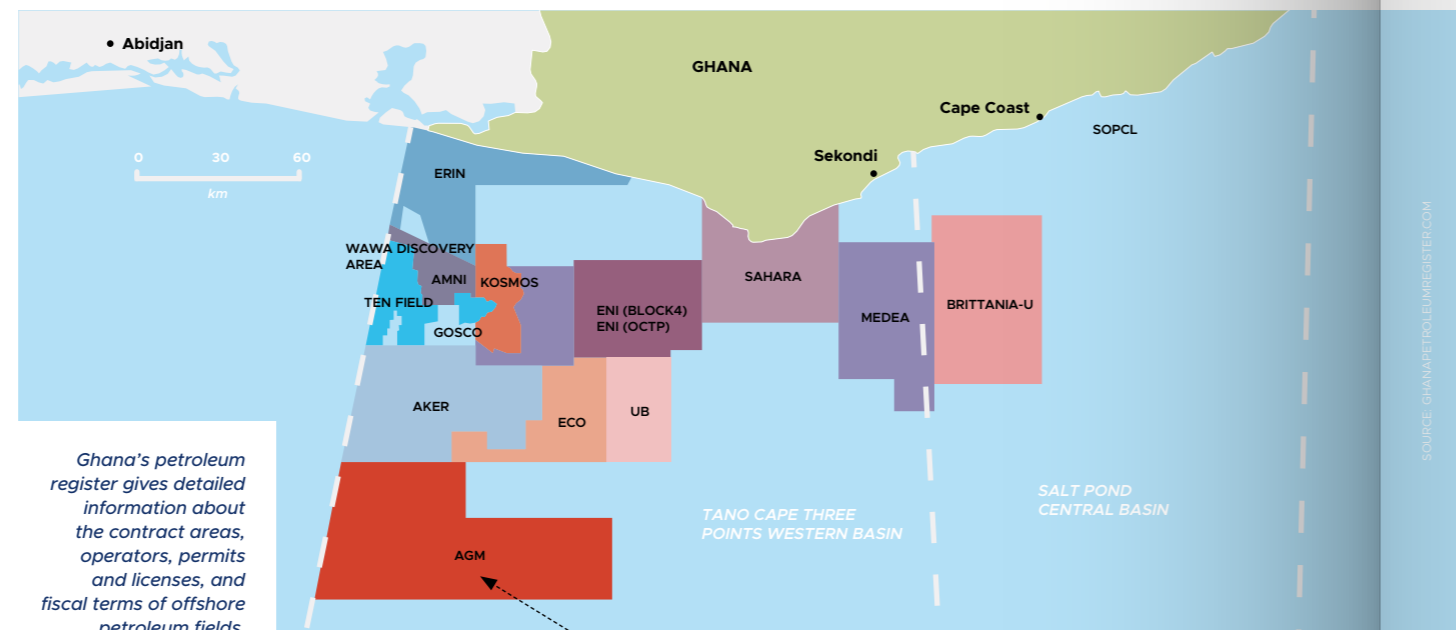 Abidjan
GHANA
Cape Coast
SOPCL
Sekondi
0 30 60
km
ERIN
WAWA DISCOVERY
AREA
AMNI
KOSMOS
TEN FIELD
GOSCO
ENI (BLOCK4)
ENI (OCTP)
SAHARA
MEDEA
BRITTANIA-U
AKER
ECO
UB
AGM
TANO CAPE THREE
POINTS WESTERN BASIN
SALT POND
CENTRAL BASIN
Ghana’s petroleum
register gives detailed
information about
the contract areas,
operators, permits
and licenses, and
fiscal terms of offshore
petroleum fields.
SOURCE: GHANAPETROLEUMREGISTER.COM